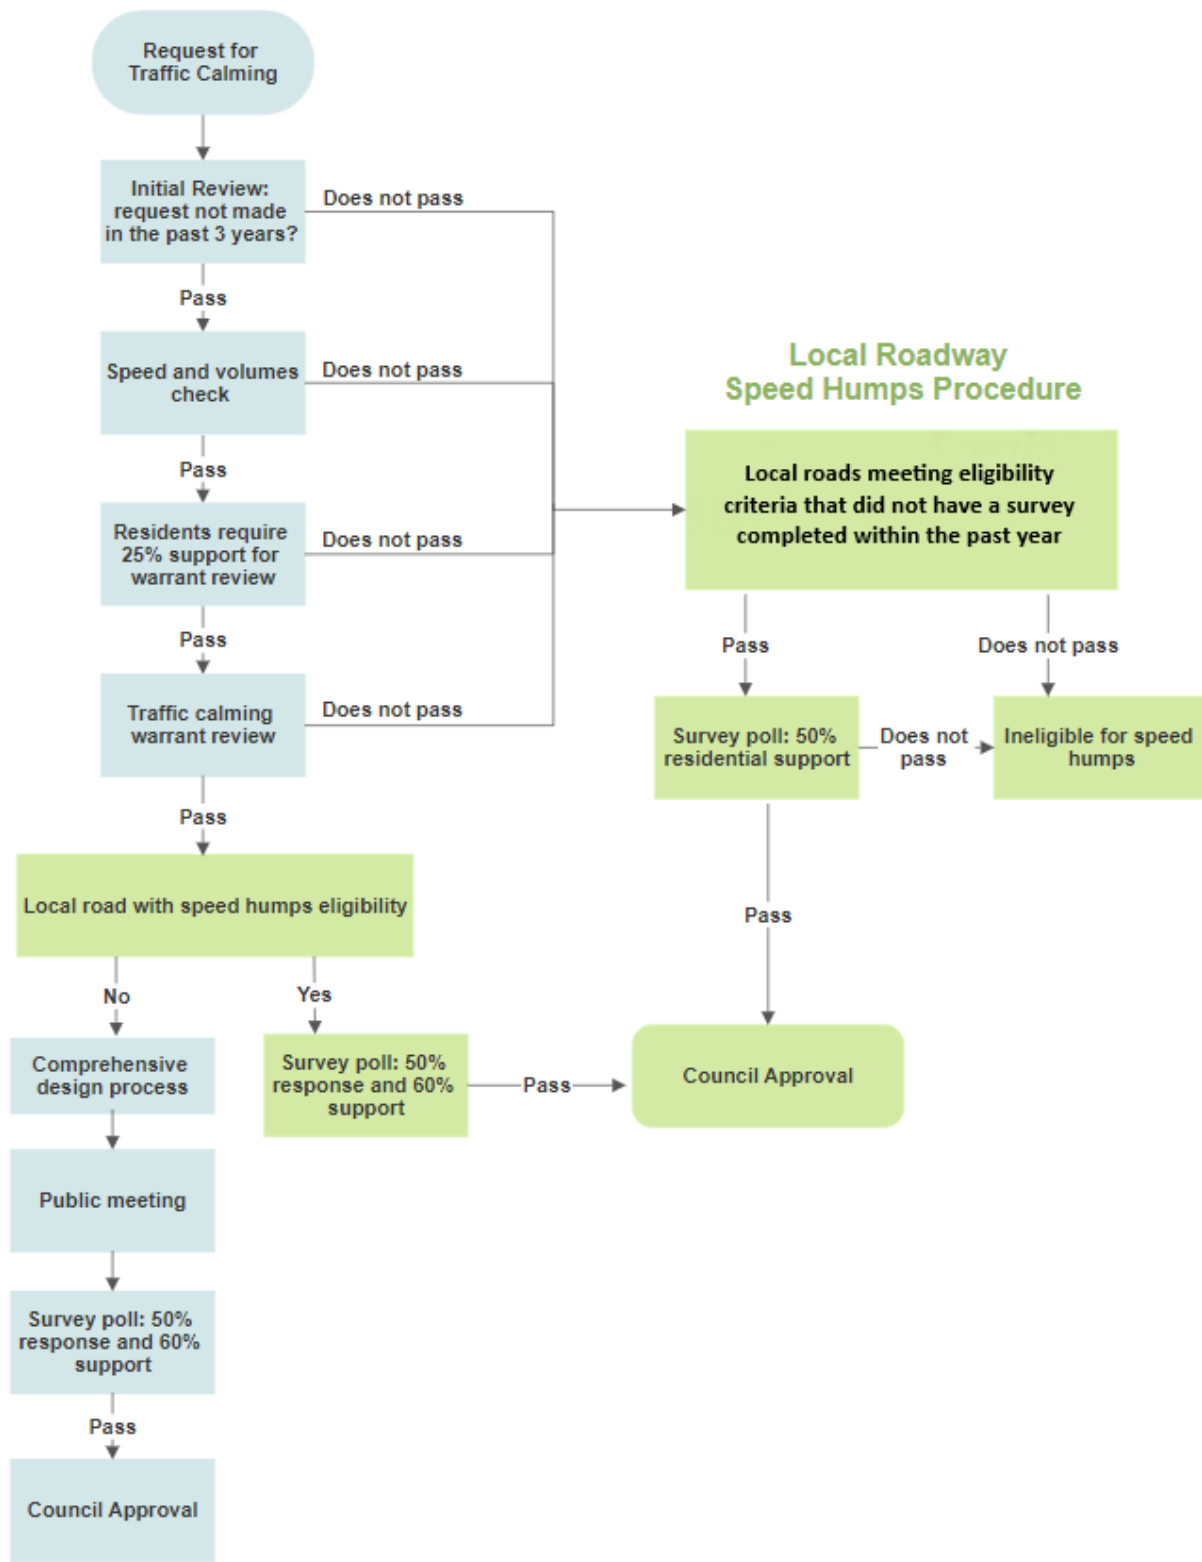 Request for
Traffic Calming
Initial Review:
request not made
in the past 3 years?
Does not pass
Pass
Speed and volumes
check
Does not pass
Pass
Residents require
25% support for
warrant review
Does not pass
Pass
Traffic calming
warrant review
Does not pass
Pass
Local road with speed humps eligibility
No
Yes
Comprehensive
design process
Public meeting
Survey poll: 50%
response and 60%
support
Pass
Council Approval
Survey poll: 50%
response and 60%
support
Pass
Local Roadway
Speed Humps Procedure
Local roads meeting eligibility
criteria that did not have a survey
completed within the past year
Pass
Does not pass
Survey poll: 50%
residential support
Does not
pass
Ineligible for speed
humps
Pass
Council Approval